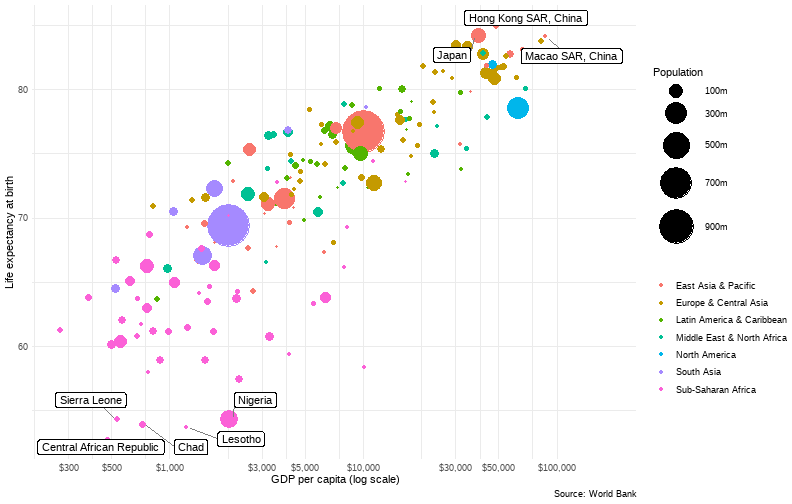 Hong Kong SAR, China
Japan
Macao SAR, China
80
70
60
Life expectancy at birth
Sierra Leone
Nigeria
Lesotho
Central African Republic
Chad
$300
$500
$1,000
$3,000
$5,000
$10,000
$30,000
$50,000
$100,000
GDP per capita (log scale)
Population
100m
300m
500m
700m
900m
East Asia & Pacific
Europe & Central Asia
Latin America & Caribbean
Middle East & North Africa
North America
South Asia
Sub-Saharan Africa
Source: World Bank